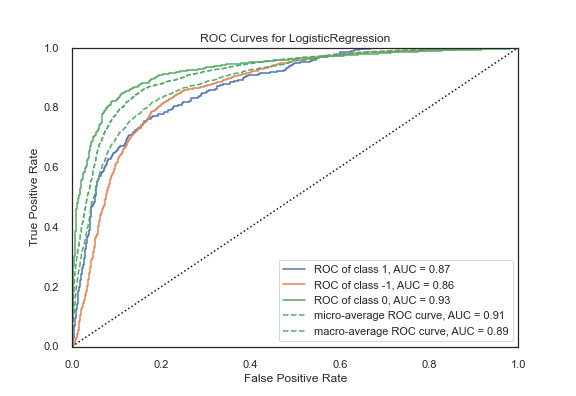 ROC Curves for LogisticRegression
1.0
0.8
0.6
0.4
0.2
0.0
True Positive Rate
ROC of class 1, AUC = 0.87
ROC of class -1, AUC = 0.86
ROC of class 0, AUC = 0.93
micro-average ROC curve, AUC = 0.91
macro-average ROC curve, AUC = 0.89
0.0 0.2 0.4 0.6 0.8 1.0
False Positive Rate